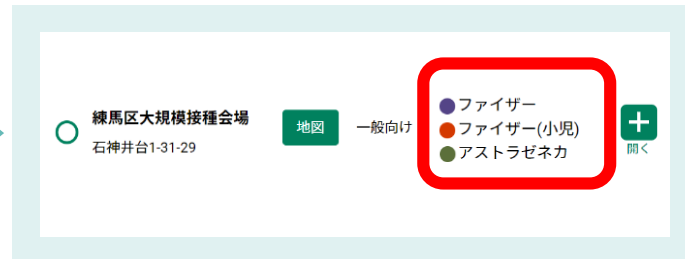 練馬区大規模接種会場
石神井台1-31-29
地図
一般向け
ファイザー
ファイザー(小児)
アストラゼネカ
開く